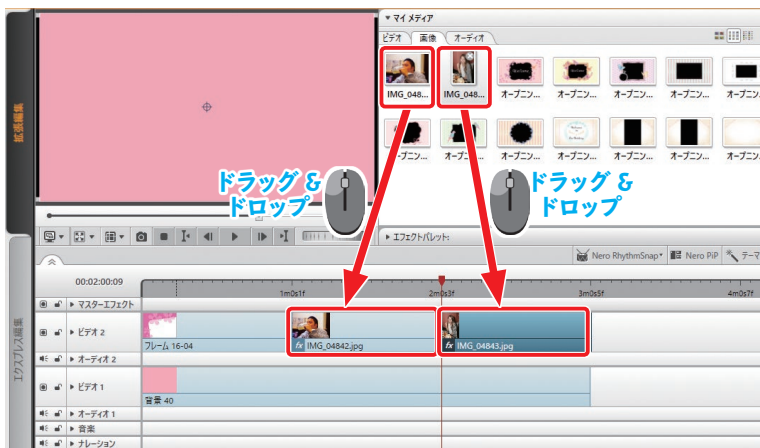 ▾ マイ メディア
ビデオ 画像 オーディオ
IMG_048... IMG_048... オープニン... オープニン... オープニン... オープニン... オープニン...
オープニン... オープニン... オープニン... オープニン... オープニン... オープニン... オープニン...
拡張編集
ドラッグ &
ドロップ
ドラッグ &
ドロップ
▸ エフェクトパレット:
Nero RhythmSnap Nero PiP テーマ
エクスプレス編集
00:02:00:09
1m0s1f 2m0s3f 3m0s5f 4m0s7f
▸ マスターエフェクト
▸ ビデオ 2
フレーム 16-04 fx IMG_04842.jpg fx IMG_04843.jpg
▸ オーディオ 2
▸ ビデオ 1
背景 40
▸ オーディオ 1
▸ 音楽
▸ ナレーション